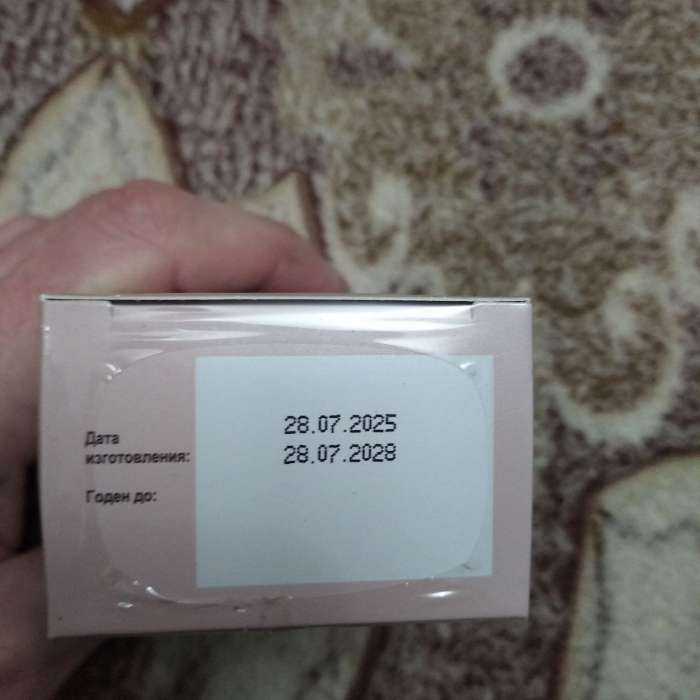 28.07.2025
Дата
изготовления:
28.07.2028
Годен до: